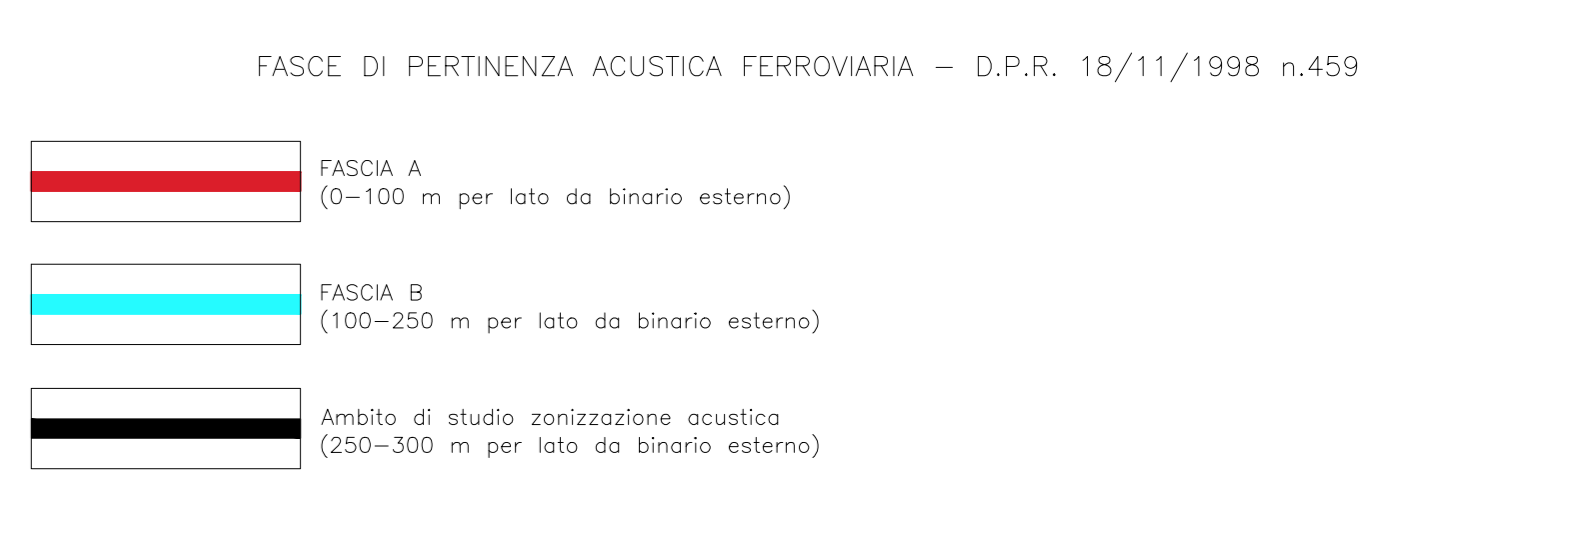 FASCE DI PERTINENZA ACUSTICA FERROVIARIA – D.P.R. 18/11/1998 n.459
FASCIA A
(0–100 m per lato da binario esterno)
FASCIA B
(100–250 m per lato da binario esterno)
Ambito di studio zonizzazione acustica
(250–300 m per lato da binario esterno)